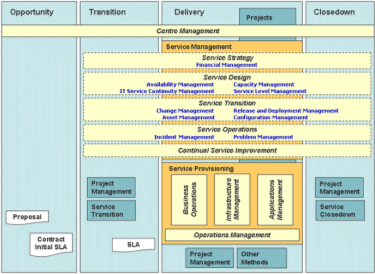 Opportunity
Transition
Delivery
Projects
Closedown
Centre Management
Service Management
Service Strategy
Financial Management
Service Design
Availability Management Capacity Management
IT Service Continuity Management Service Level Management
Service Transition
Change Management Release and Deployment Management
Asset Management Configuration Management
Service Operations
Incident Management Problem Management
Continual Service Improvement
Service Provisioning
Project
Management
Service
Transition
Business
Operations
Infrastructure
Management
Applications
Management
Operations Management
Project
Management
Service
Closedown
Proposal
Contract
Initial SLA
SLA
Project
Management
Other
Methods